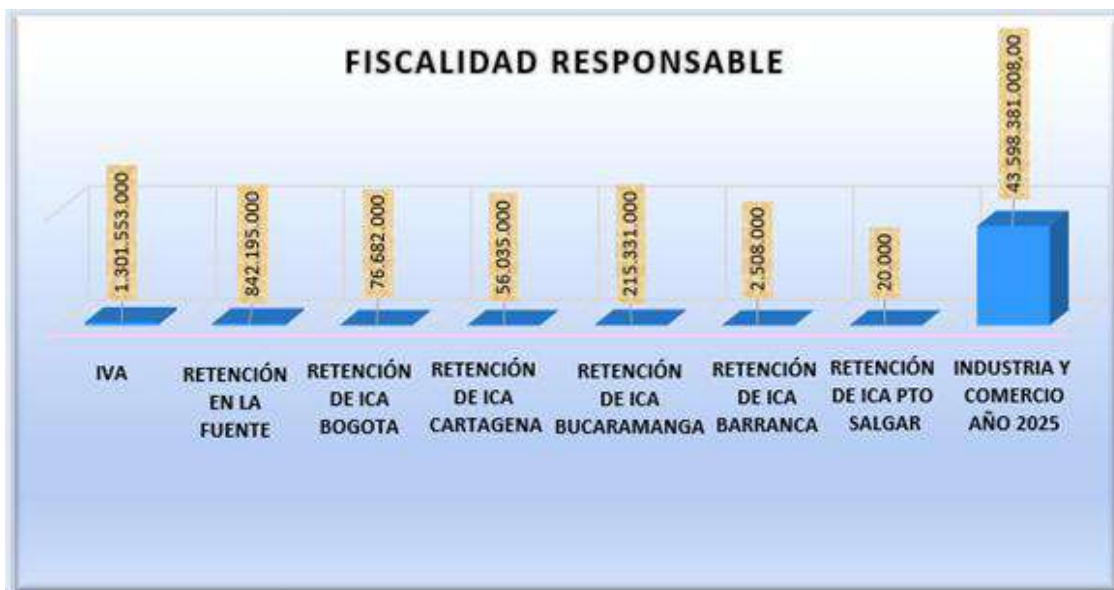 FISCALIDAD RESPONSABLE
1.301.553.000
842.195.000
76.682.000
56.035.000
215.331.000
2.508.000
20.000
43.598.381.008,00
IVA
RETENCIÓN
EN LA
FUENTE
RETENCIÓN
DE ICA
BOGOTA
RETENCIÓN
DE ICA
CARTAGENA
RETENCIÓN
DE ICA
BUCARAMANGA
RETENCIÓN
DE ICA
BARRANCA
RETENCIÓN
DE ICA PTO
SALGAR
INDUSTRIA Y
COMERCIO
AÑO 2025